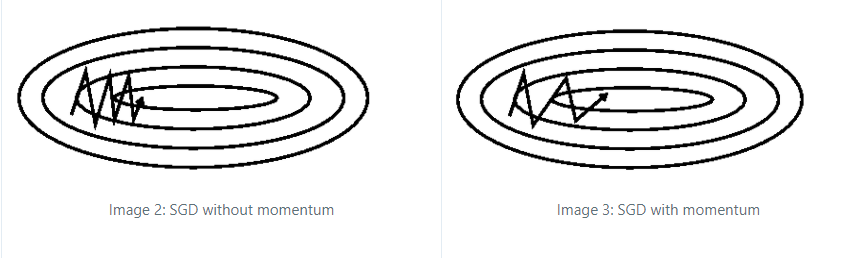 Image 2: SGD without momentum
Image 3: SGD with momentum